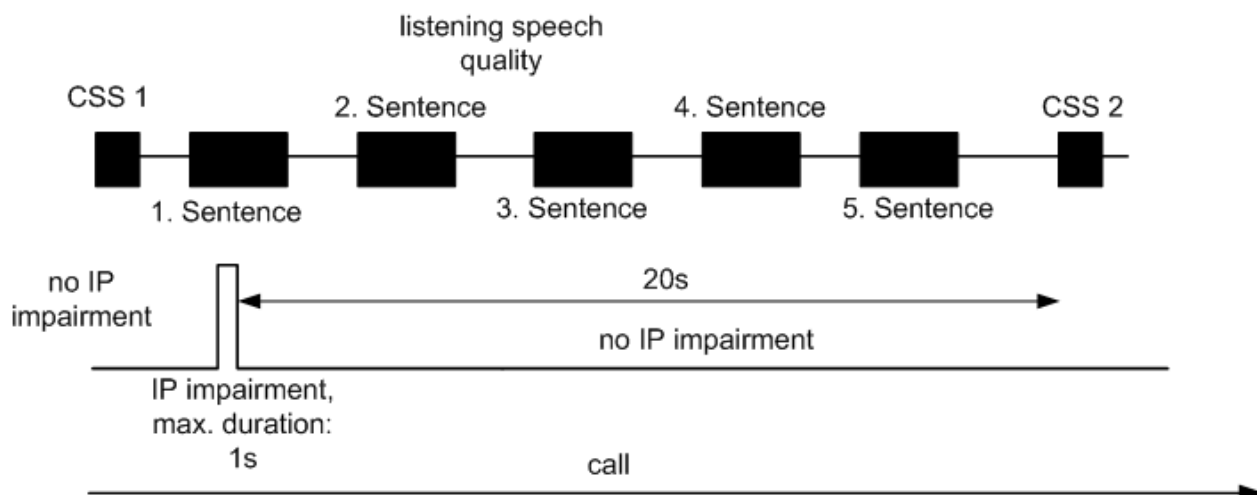 listening speech
quality
CSS 1
2. Sentence
4. Sentence
CSS 2
1. Sentence
3. Sentence
5. Sentence
no IP
impairment
20s
no IP impairment
IP impairment,
max. duration:
1s
call